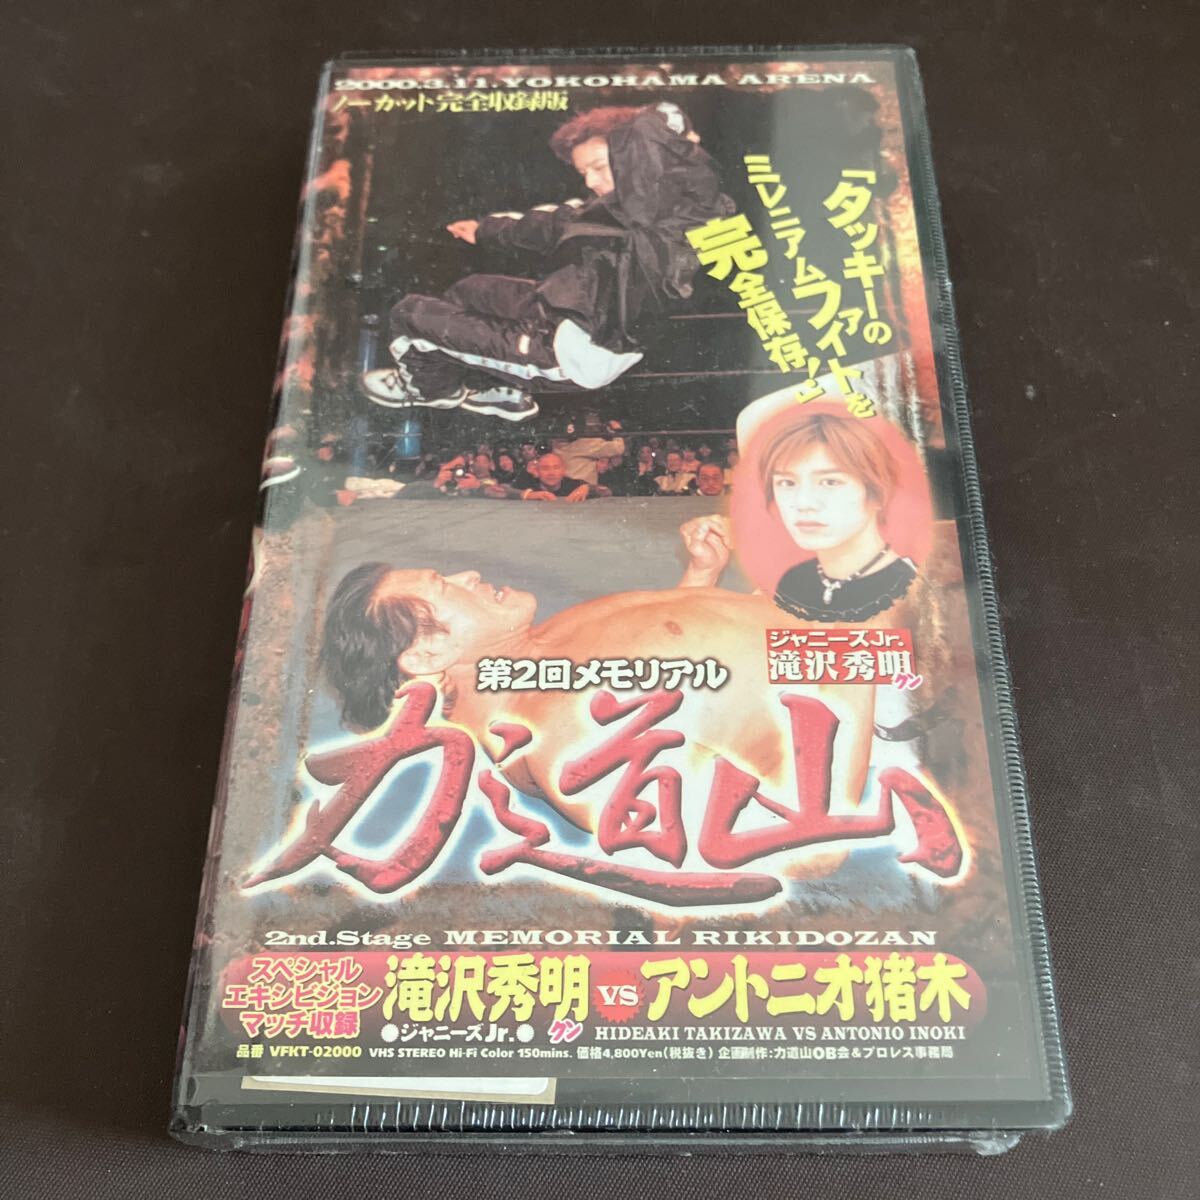 2000.3.11.YOKOHAMA ARENA
ノーカット完全収録版
「タッキーの
ミレニアムファイトを
完全保存!」
ジャニーズJr.
滝沢秀明クン
第2回メモリアル
力道山
2nd.Stage MEMORIAL RIKIDOZAN
スペシャル
エキシビジョン
マッチ収録
滝沢秀明クン vs アントニオ猪木
●ジャニーズJr.●
HIDEAKI TAKIZAWA VS ANTONIO INOKI
品番 VFKT-02000 VHS STEREO Hi-Fi Color 150mins. 価格4,800Yen(税抜き) 企画制作:力道山OB会&プロレス事務局